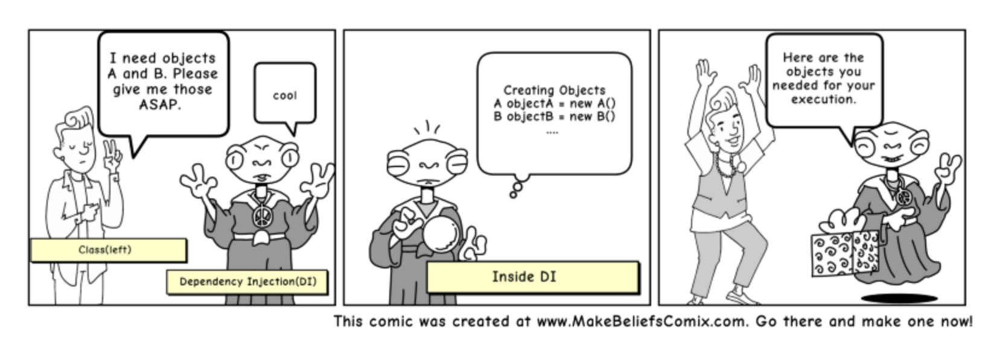 I need objects
A and B. Please
give me those
ASAP.
cool
Class(left)
Dependency Injection(DI)
Creating Objects
A objectA = new A()
B objectB = new B()
....
Inside DI
Here are the
objects you
needed for your
execution.
This comic was created at www.MakeBeliefsComix.com. Go there and make one now!